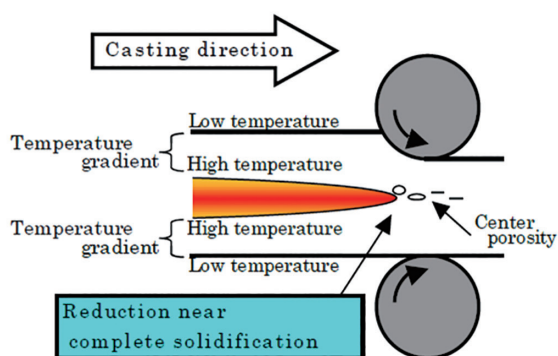 Casting direction
Low temperature
Temperature
gradient
High temperature
Center
porosity
Temperature
gradient
High temperature
Low temperature
Reduction near
complete solidification